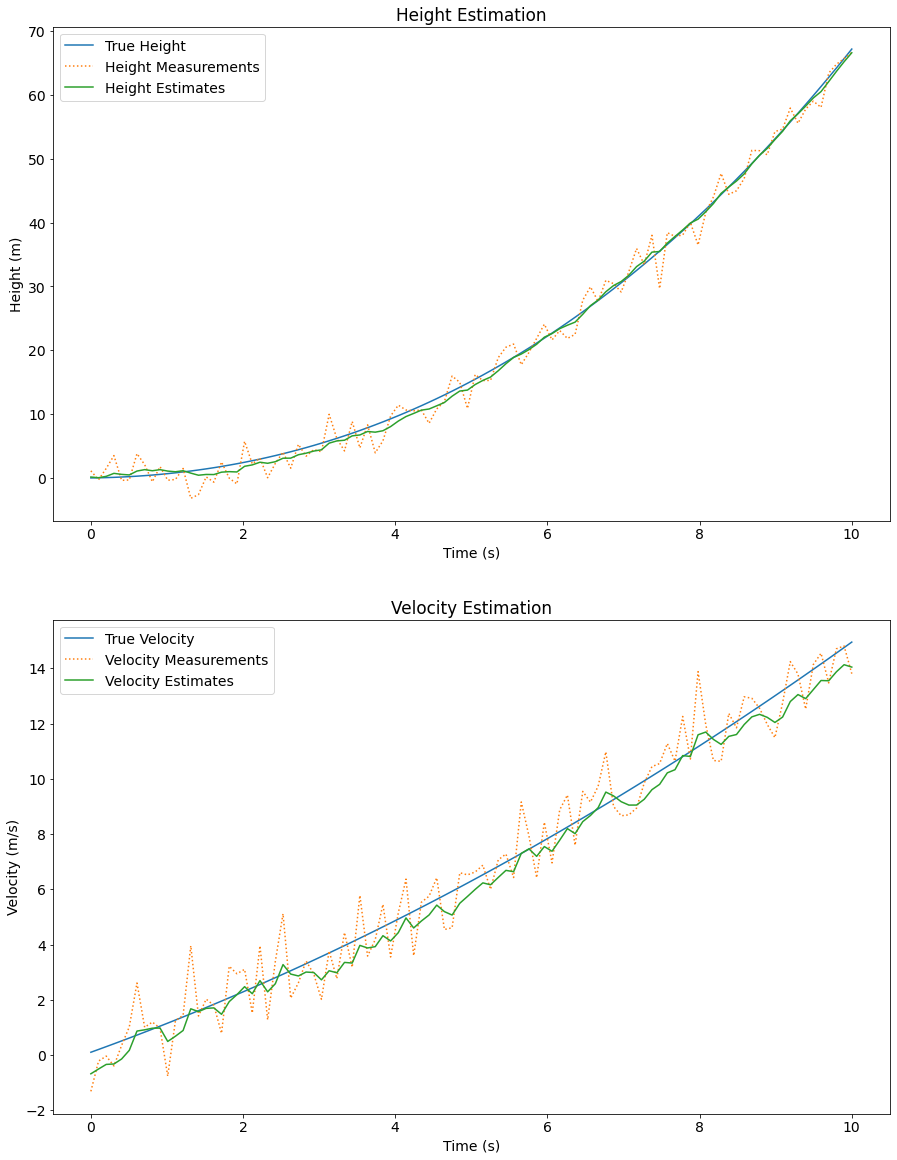 Height Estimation
70
60
50
40
30
20
10
0
Height (m)
True Height
Height Measurements
Height Estimates
0 2 4 6 8 10
Time (s)
Velocity Estimation
14
12
10
8
6
4
2
0
−2
Velocity (m/s)
True Velocity
Velocity Measurements
Velocity Estimates
0 2 4 6 8 10
Time (s)